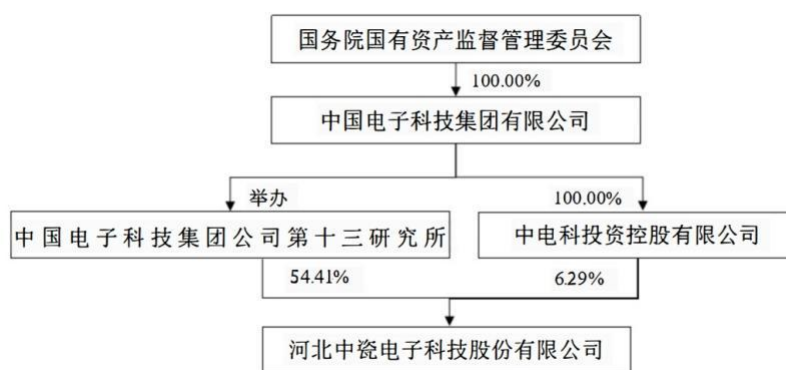 国务院国有资产监督管理委员会
100.00%
中国电子科技集团有限公司
举办
100.00%
中国电子科技集团公司第十三研究所
中电科投资控股有限公司
54.41%
6.29%
河北中瓷电子科技股份有限公司